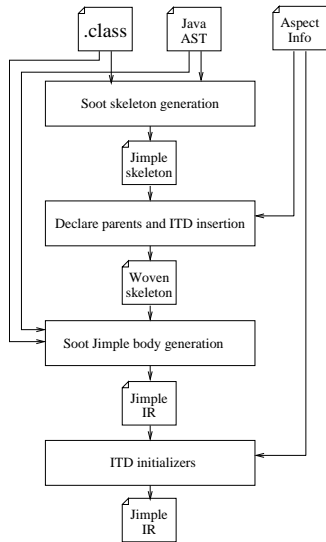 .class
Java
AST
Aspect
Info
Soot skeleton generation
Jimple
skeleton
Declare parents and ITD insertion
Woven
skeleton
Soot Jimple body generation
Jimple
IR
ITD initializers
Jimple
IR